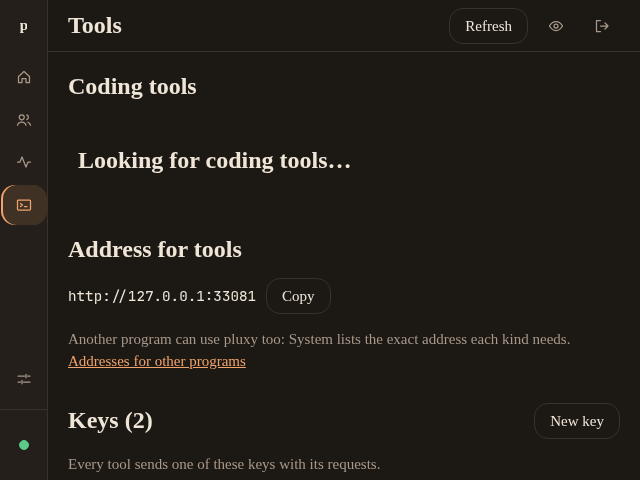 p
Tools
Refresh
Coding tools
Looking for coding tools…
Address for tools
http://127.0.0.1:33081
Copy
Another program can use pluxy too: System lists the exact address each kind needs.
Addresses for other programs
Keys (2)
New key
Every tool sends one of these keys with its requests.